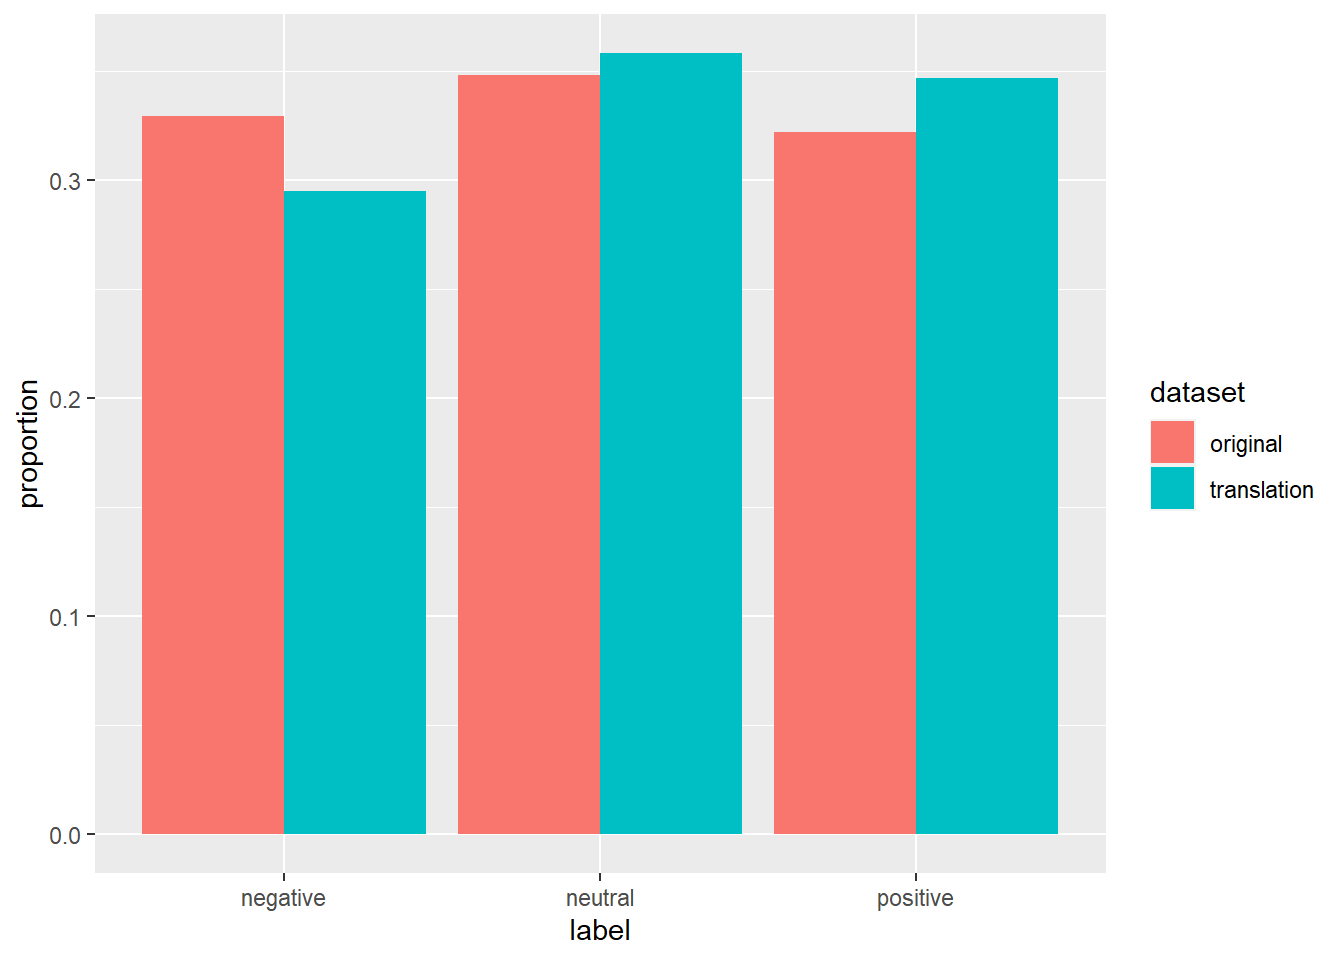 proportion
0.3
0.2
0.1
0.0
negative neutral positive
label
dataset
original
translation